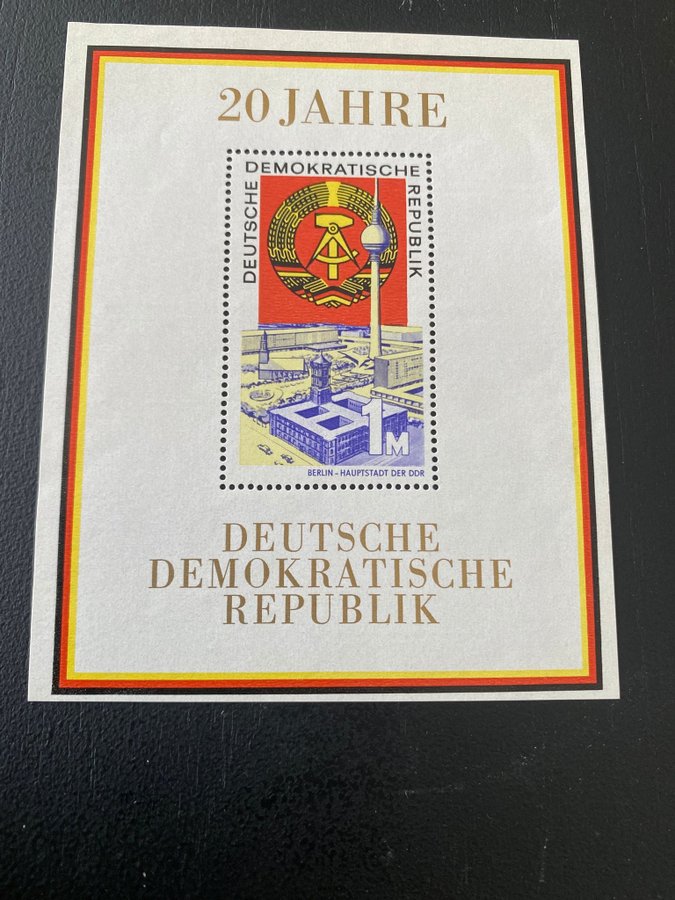 20 JAHRE
DEUTSCHE DEMOKRATISCHE REPUBLIK
1M
BERLIN – HAUPTSTADT DER DDR
DEUTSCHE
DEMOKRATISCHE
REPUBLIK